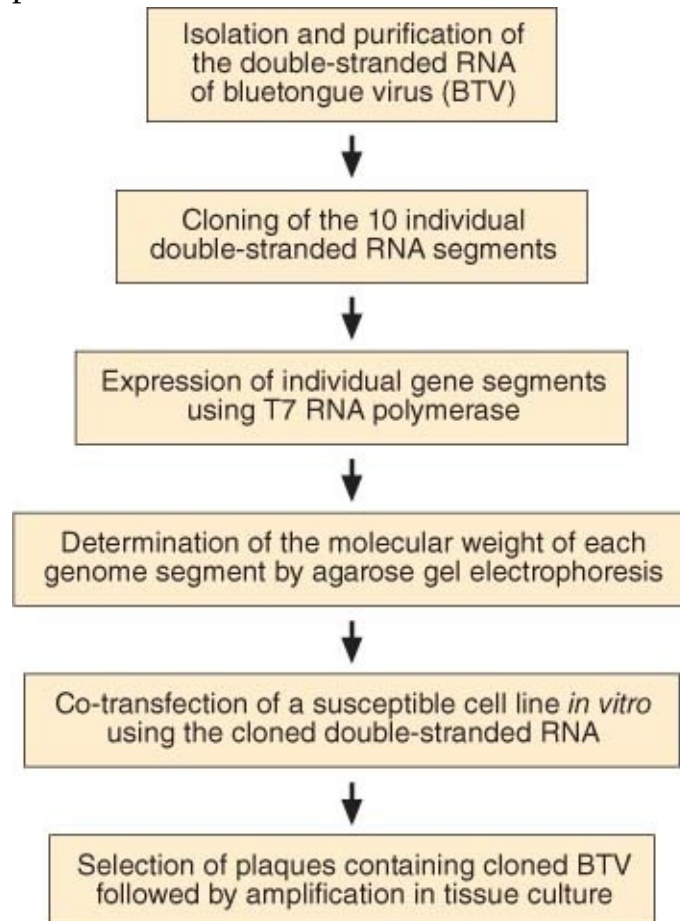 Isolation and purification of
the double-stranded RNA
of bluetongue virus (BTV)
Cloning of the 10 individual
double-stranded RNA segments
Expression of individual gene segments
using T7 RNA polymerase
Determination of the molecular weight of each
genome segment by agarose gel electrophoresis
Co-transfection of a susceptible cell line in vitro
using the cloned double-stranded RNA
Selection of plaques containing cloned BTV
followed by amplification in tissue culture